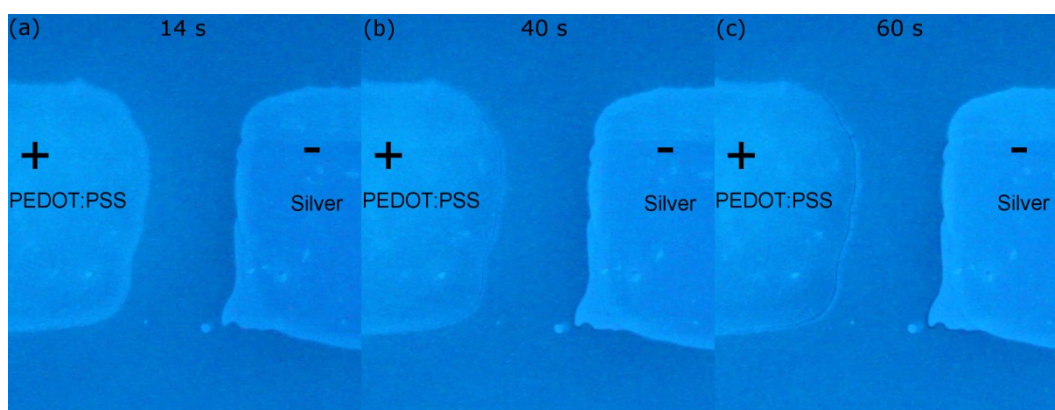 (a) 14 s
+
-
PEDOT:PSS
Silver
(b) 40 s
+
-
PEDOT:PSS
Silver
(c) 60 s
+
-
PEDOT:PSS
Silver